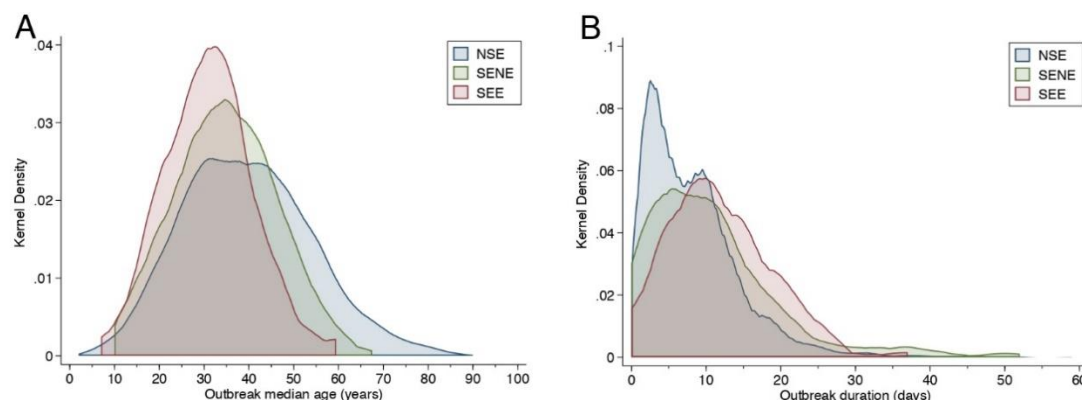 A
.04
.03
.02
.01
0
Kernel Density
NSE
SENE
SEE
0 10 20 30 40 50 60 70 80 90 100
Outbreak median age (years)
B
.1
.08
.06
.04
.02
0
Kernel Density
NSE
SENE
SEE
0 10 20 30 40 50 60
Outbreak duration (days)